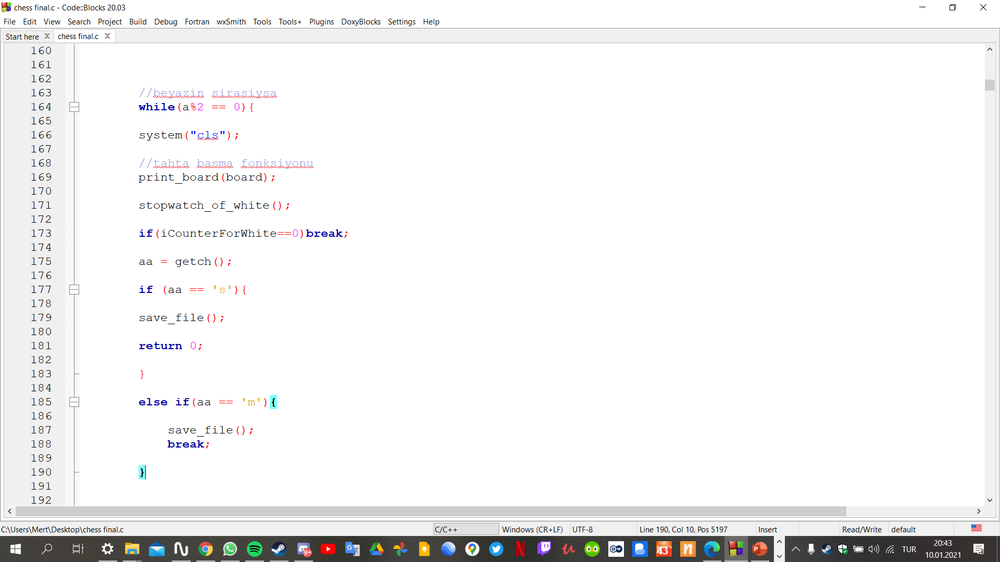 chess final.c - Code::Blocks 20.03
File Edit View Search Project Build Debug Fortran wxSmith Tools Tools+ Plugins DoxyBlocks Settings Help
Start here chess final.c
160
161
162
163 //beyazin sirasiysa
164 while(a%2 == 0){
165
166 system("cls");
167
168 //tahta basma fonksiyonu
169 print_board(board);
170
171 stopwatch_of_white();
172
173 if(iCounterForWhite==0)break;
174
175 aa = getch();
176
177 if (aa == 's'){
178
179 save_file();
180
181 return 0;
182
183 }
184
185 else if(aa == 'm'){
186
187 save_file();
188 break;
189
190 }
191
192
C:\Users\Mert\Desktop\chess final.c C/C++ Windows (CR+LF) UTF-8 Line 190, Col 10, Pos 5197 Insert Read/Write default
9+ 43 n P TUR 20:43
10.01.2021